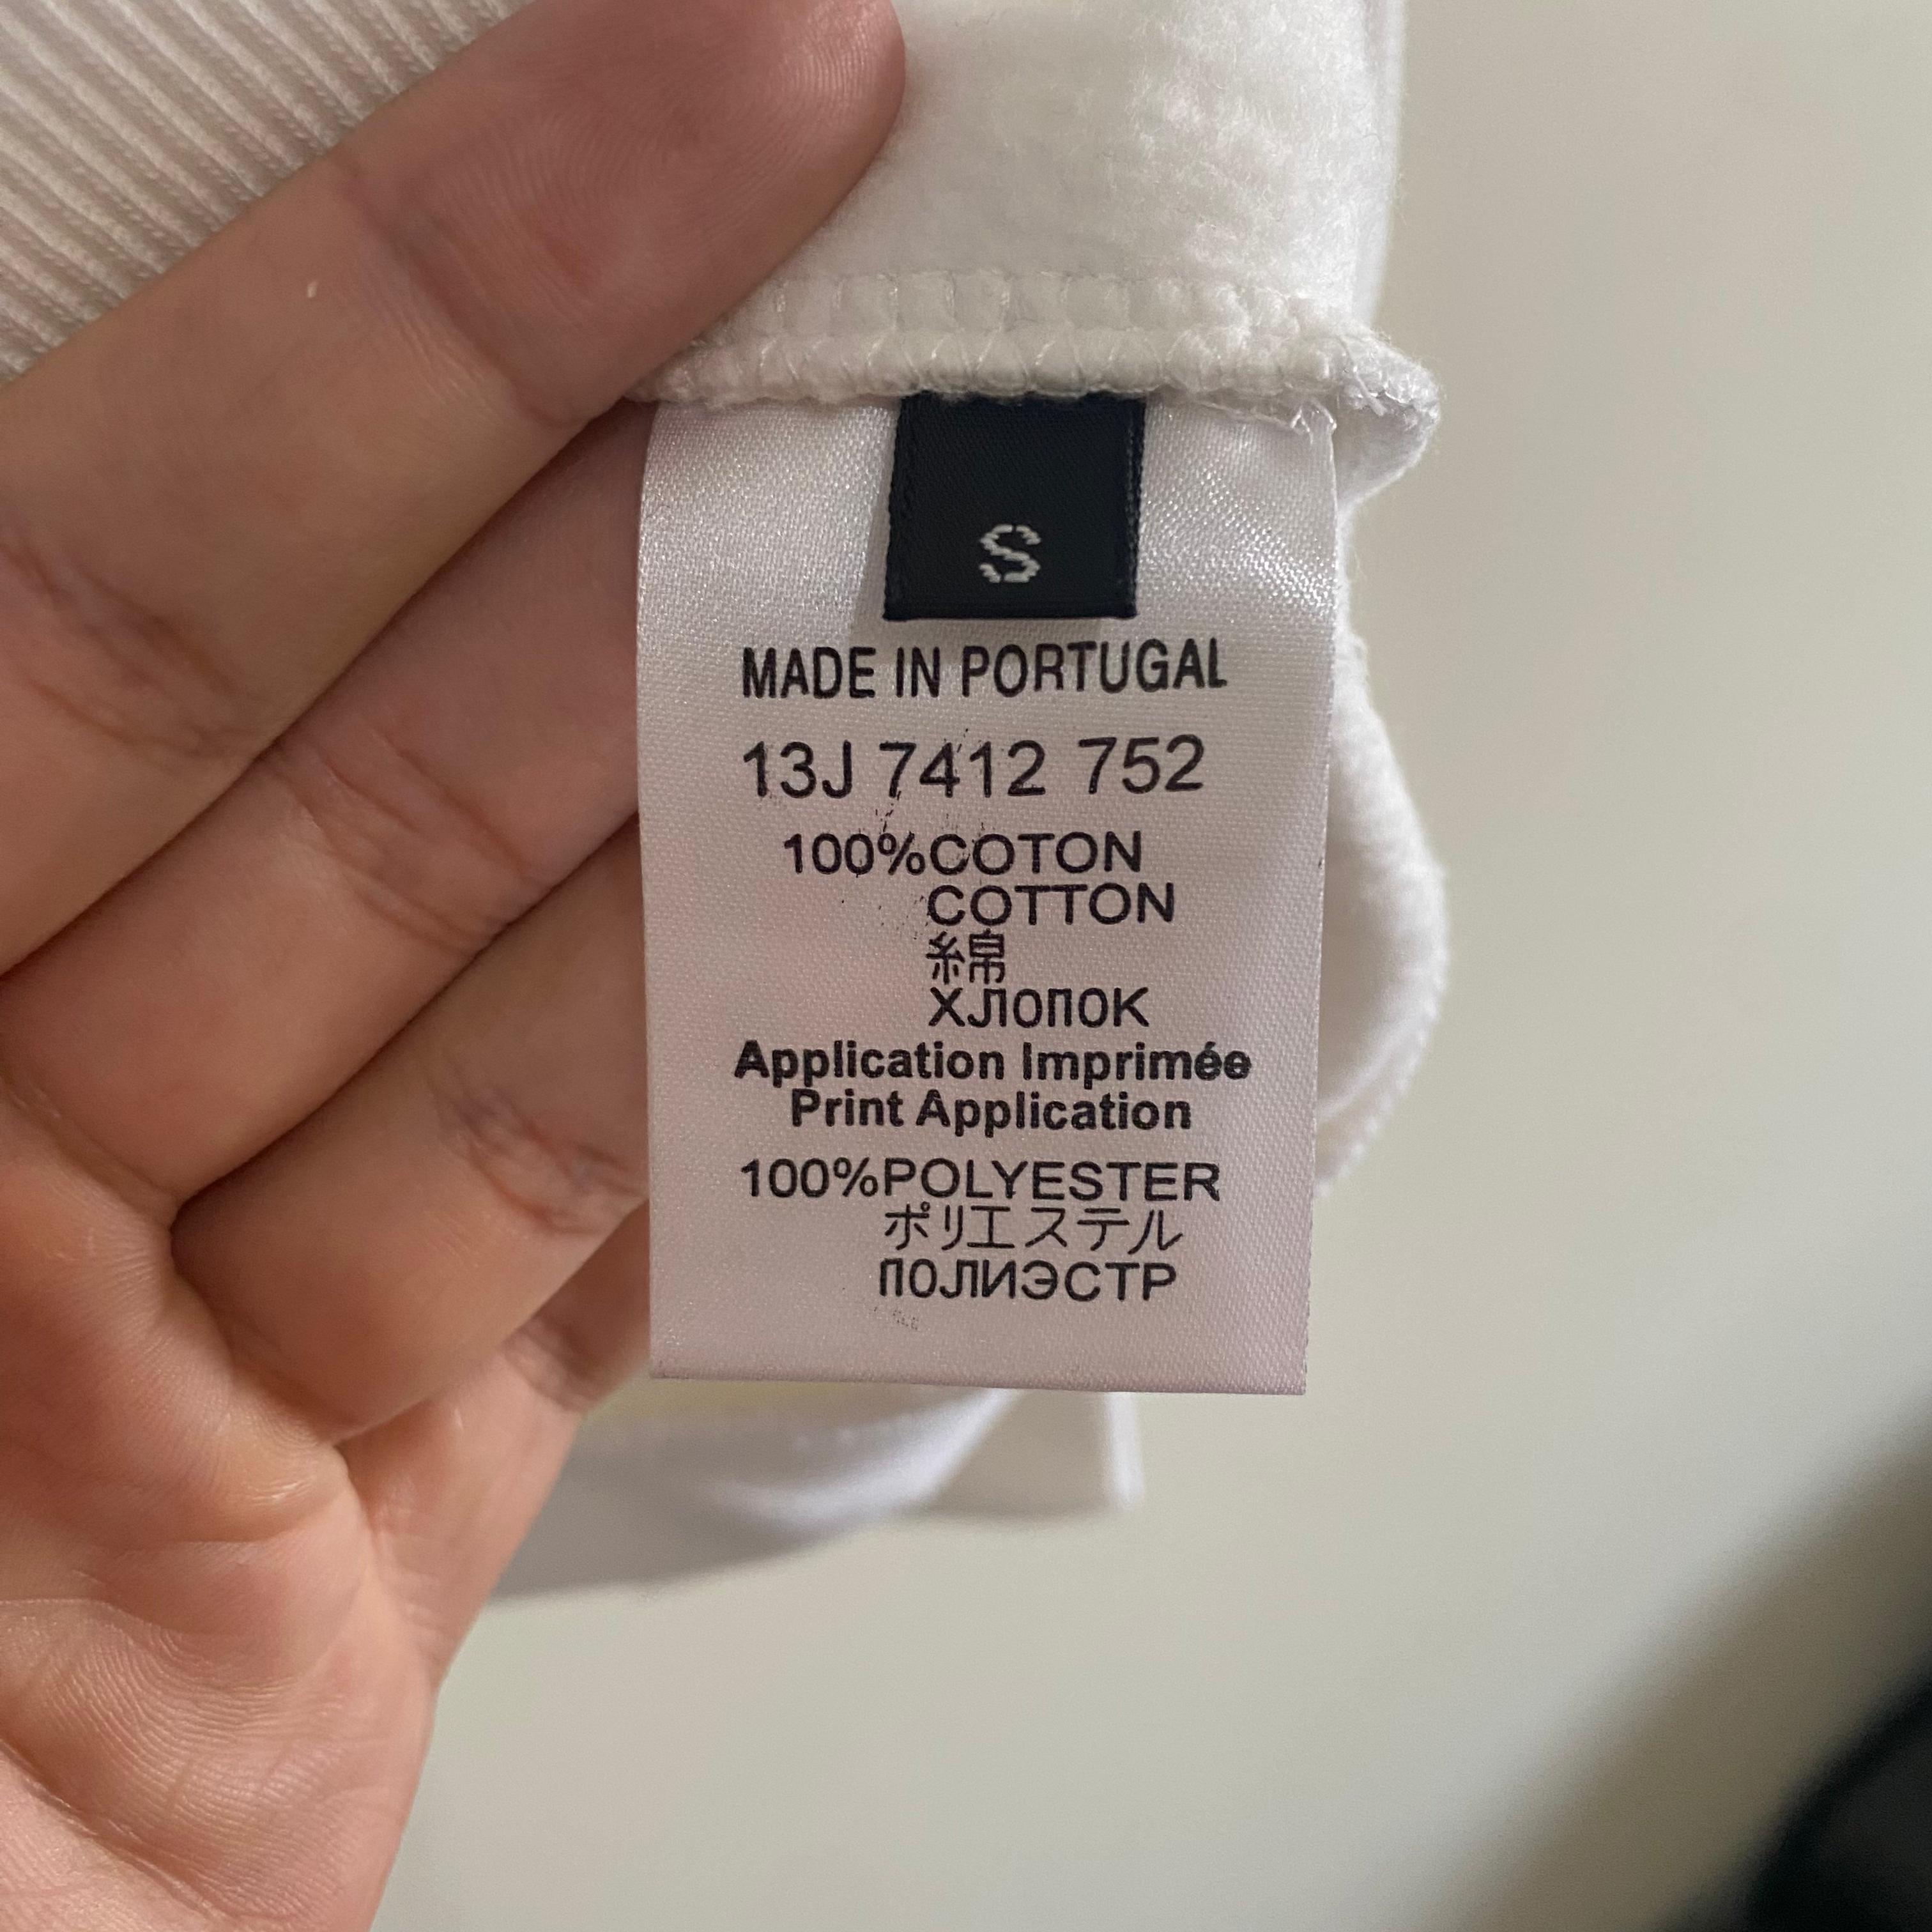 S
MADE IN PORTUGAL
13J 7412 752
100%COTON
COTTON
綿
ХЛОПОК
Application Imprimée
Print Application
100%POLYESTER
ポリエステル
ПОЛИЭСТР